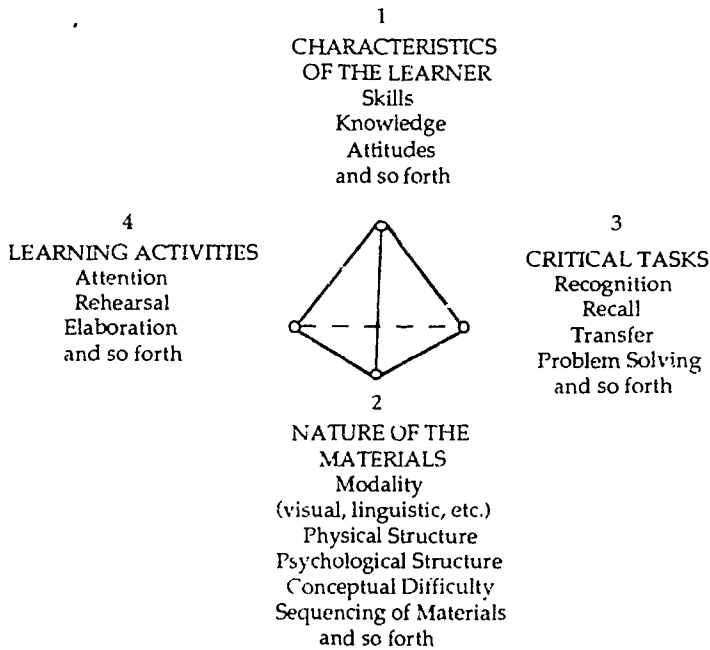 1
CHARACTERISTICS
OF THE LEARNER
Skills
Knowledge
Attitudes
and so forth
4
LEARNING ACTIVITIES
Attention
Rehearsal
Elaboration
and so forth
3
CRITICAL TASKS
Recognition
Recall
Transfer
Problem Solving
and so forth
2
NATURE OF THE
MATERIALS
Modality
(visual, linguistic, etc.)
Physical Structure
Psychological Structure
Conceptual Difficulty
Sequencing of Materials
and so forth